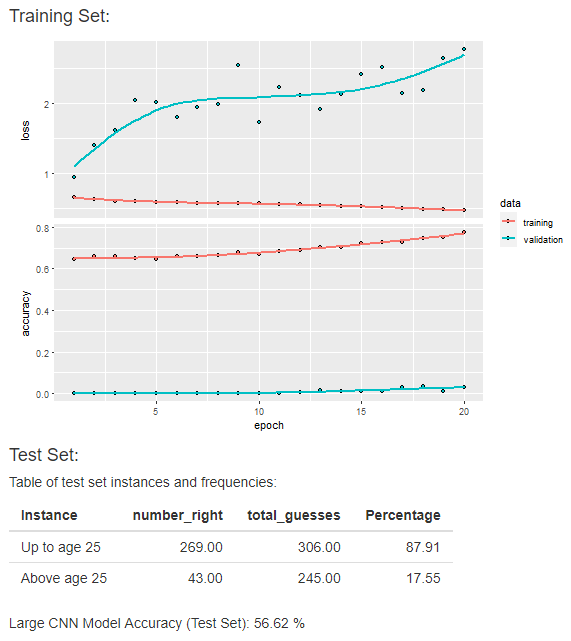 Training Set:
loss
2
1
data
training
validation
accuracy
0.8
0.6
0.4
0.2
0.0
5 10 15 20
epoch
Test Set:
Table of test set instances and frequencies:
Instance number_right total_guesses Percentage
Up to age 25 269.00 306.00 87.91
Above age 25 43.00 245.00 17.55
Large CNN Model Accuracy (Test Set): 56.62 %